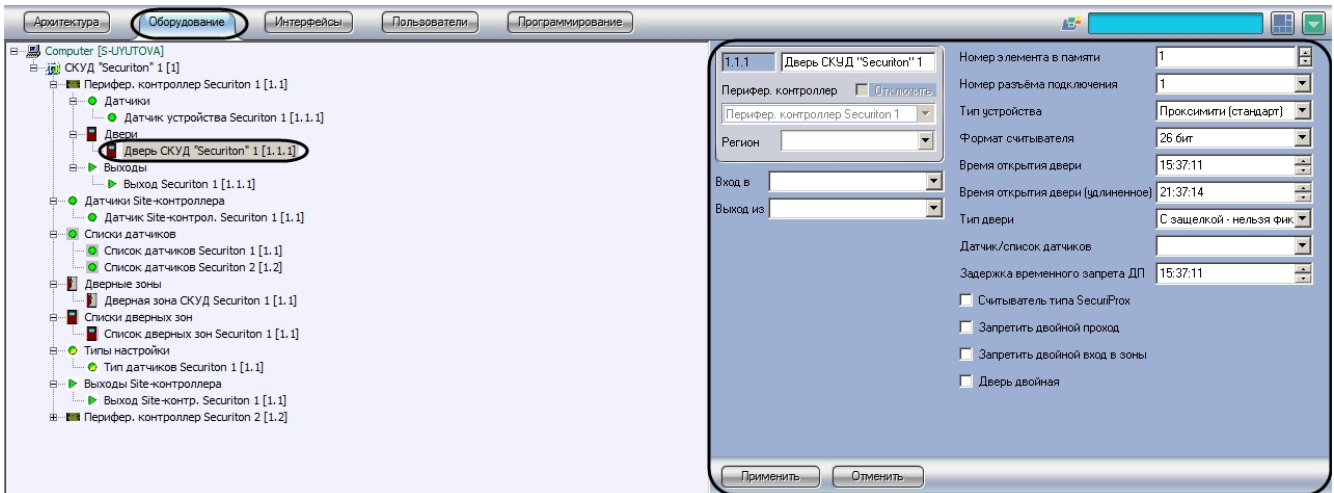 Архитектура Оборудование Интерфейсы Пользователи Программирование
Computer [S-UYUTOVA]
СКУД "Securiton" 1 [1]
Перифер. контроллер Securiton 1 [1.1]
Датчики
Датчик устройства Securiton 1 [1.1.1]
Двери
Дверь СКУД "Securiton" 1 [1.1.1]
Выходы
Выход Securiton 1 [1.1.1]
Датчики Site-контроллера
Датчик Site-контрол. Securiton 1 [1.1]
Списки датчиков
Список датчиков Securiton 1 [1.1]
Список датчиков Securiton 2 [1.2]
Дверные зоны
Дверная зона СКУД Securiton 1 [1.1]
Списки дверных зон
Список дверных зон Securiton 1 [1.1]
Типы настройки
Тип датчиков Securiton 1 [1.1]
Выходы Site-контроллера
Выход Site-контр. Securiton 1 [1.1]
Перифер. контроллер Securiton 2 [1.2]
1.1.1 Дверь СКУД "Securiton" 1
Перифер. контроллер Отключить
Перифер. контроллер Securiton 1
Регион
Вход в
Выход из
Номер элемента в памяти 1
Номер разъёма подключения 1
Тип устройства Проксимити (стандарт)
Формат считывателя 26 бит
Время открытия двери 15:37:11
Время открытия двери (удлиненное) 21:37:14
Тип двери С защелкой - нельзя фик
Датчик/список датчиков
Задержка временного запрета ДП 15:37:11
Считыватель типа SecuriProx
Запретить двойной проход
Запретить двойной вход в зоны
Дверь двойная
Применить Отменить